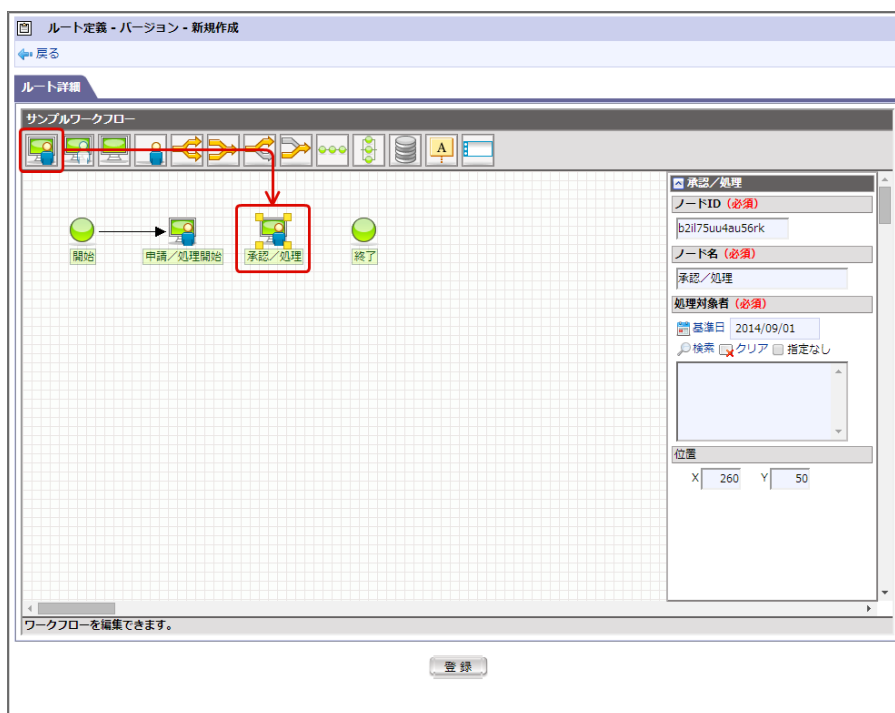 ルート定義 - バージョン - 新規作成
戻る
ルート詳細
サンプルワークフロー
A
開始
申請／処理開始
承認／処理
終了
承認／処理
ノードID（必須）
b2il75uu4au56rk
ノード名（必須）
承認／処理
処理対象者（必須）
基準日 2014/09/01
検索 クリア 指定なし
位置
X 260 Y 50
ワークフローを編集できます。
登録